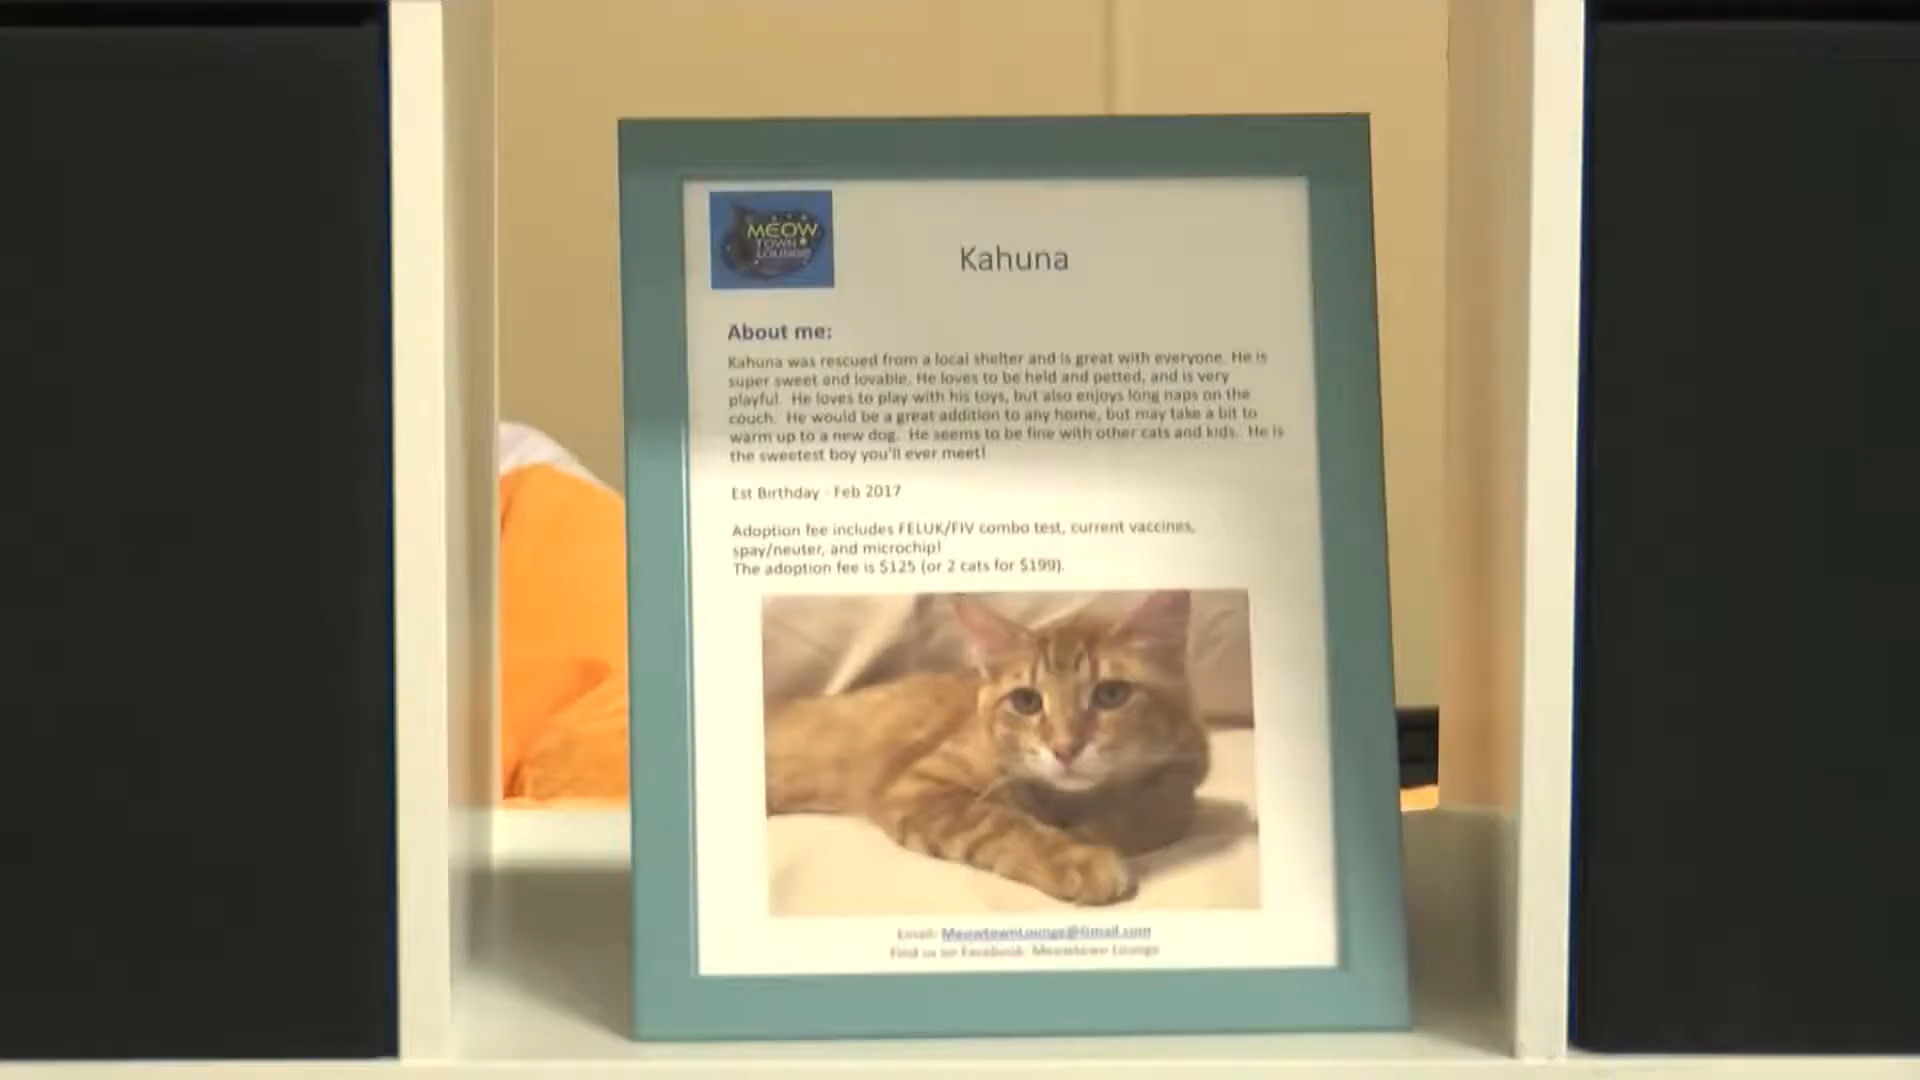 MEOW
TOWN
LOUNGE
Kahuna
About me:
Kahuna was rescued from a local shelter and is great with everyone. He is
super sweet and lovable. He loves to be held and petted, and is very
playful. He loves to play with his toys, but also enjoys long naps on the
couch. He would be a great addition to any home, but may take a bit to
warm up to a new dog. He seems to be fine with other cats and kids. He is
the sweetest boy you'll ever meet!
Est Birthday - Feb 2017
Adoption fee includes FELUK/FIV combo test, current vaccines,
spay/neuter, and microchip!
The adoption fee is $125 (or 2 cats for $199).
Email: MeowtownLounge@Gmail.com
Find us on Facebook: Meowtown Lounge